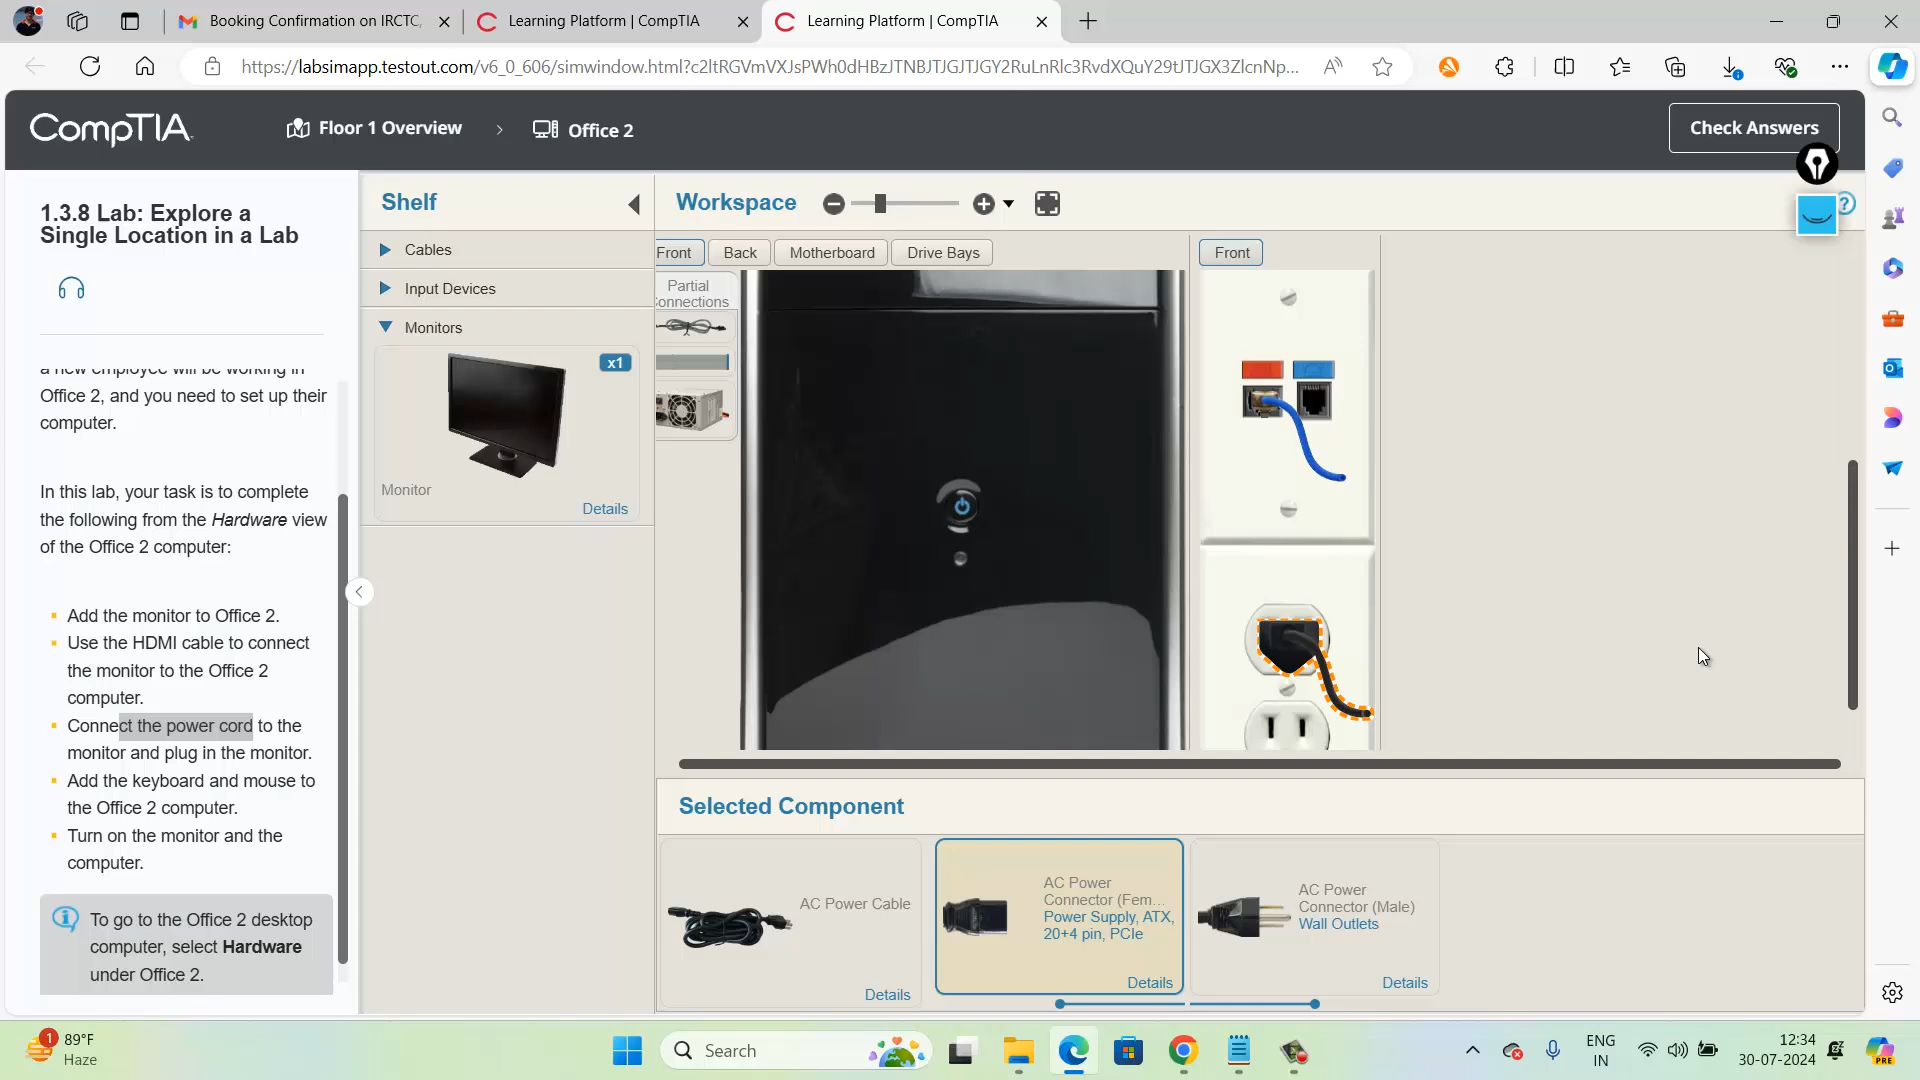 Booking Confirmation on IRCTC,
Learning Platform | CompTIA
Learning Platform | CompTIA
https://labsimapp.testout.com/v6_0_606/simwindow.html?c2ltRGVmVXJsPWh0dHBzJTNBJTJGJTJGY2RuLnRlc3RvdXQuY29tJTJGX3ZlcnNp...
CompTIA
Floor 1 Overview
Office 2
Check Answers
1.3.8 Lab: Explore a
Single Location in a Lab
a new employee will be working in
Office 2, and you need to set up their
computer.
In this lab, your task is to complete
the following from the Hardware view
of the Office 2 computer:
Add the monitor to Office 2.
Use the HDMI cable to connect
the monitor to the Office 2
computer.
Connect the power cord to the
monitor and plug in the monitor.
Add the keyboard and mouse to
the Office 2 computer.
Turn on the monitor and the
computer.
To go to the Office 2 desktop
computer, select Hardware
under Office 2.
Shelf
Cables
Input Devices
Monitors
x1
Monitor
Details
Workspace
Front
Back
Motherboard
Drive Bays
Partial
onnections
Front
Selected Component
AC Power Cable
Details
AC Power
Connector (Fem...
Power Supply, ATX,
20+4 pin, PCIe
Details
AC Power
Connector (Male)
Wall Outlets
Details
1
89°F
Haze
Search
ENG
IN
12:34
30-07-2024
PRE